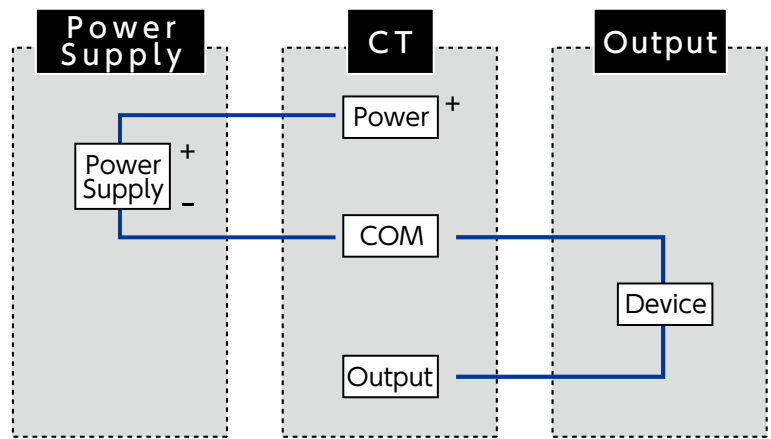 Power
Supply
CT
Output
Power +
Power
Supply
+
−
COM
Device
Output